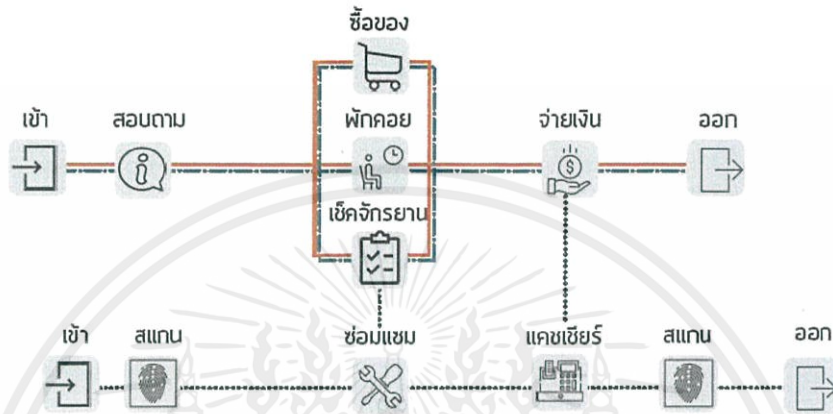 ซื้อของ
เข้า สอบถาม พักคอย จ่ายเงิน ออก
เช็คจักรยาน
เข้า สแกน ซ่อมแซม แคชเชียร์ สแกน ออก